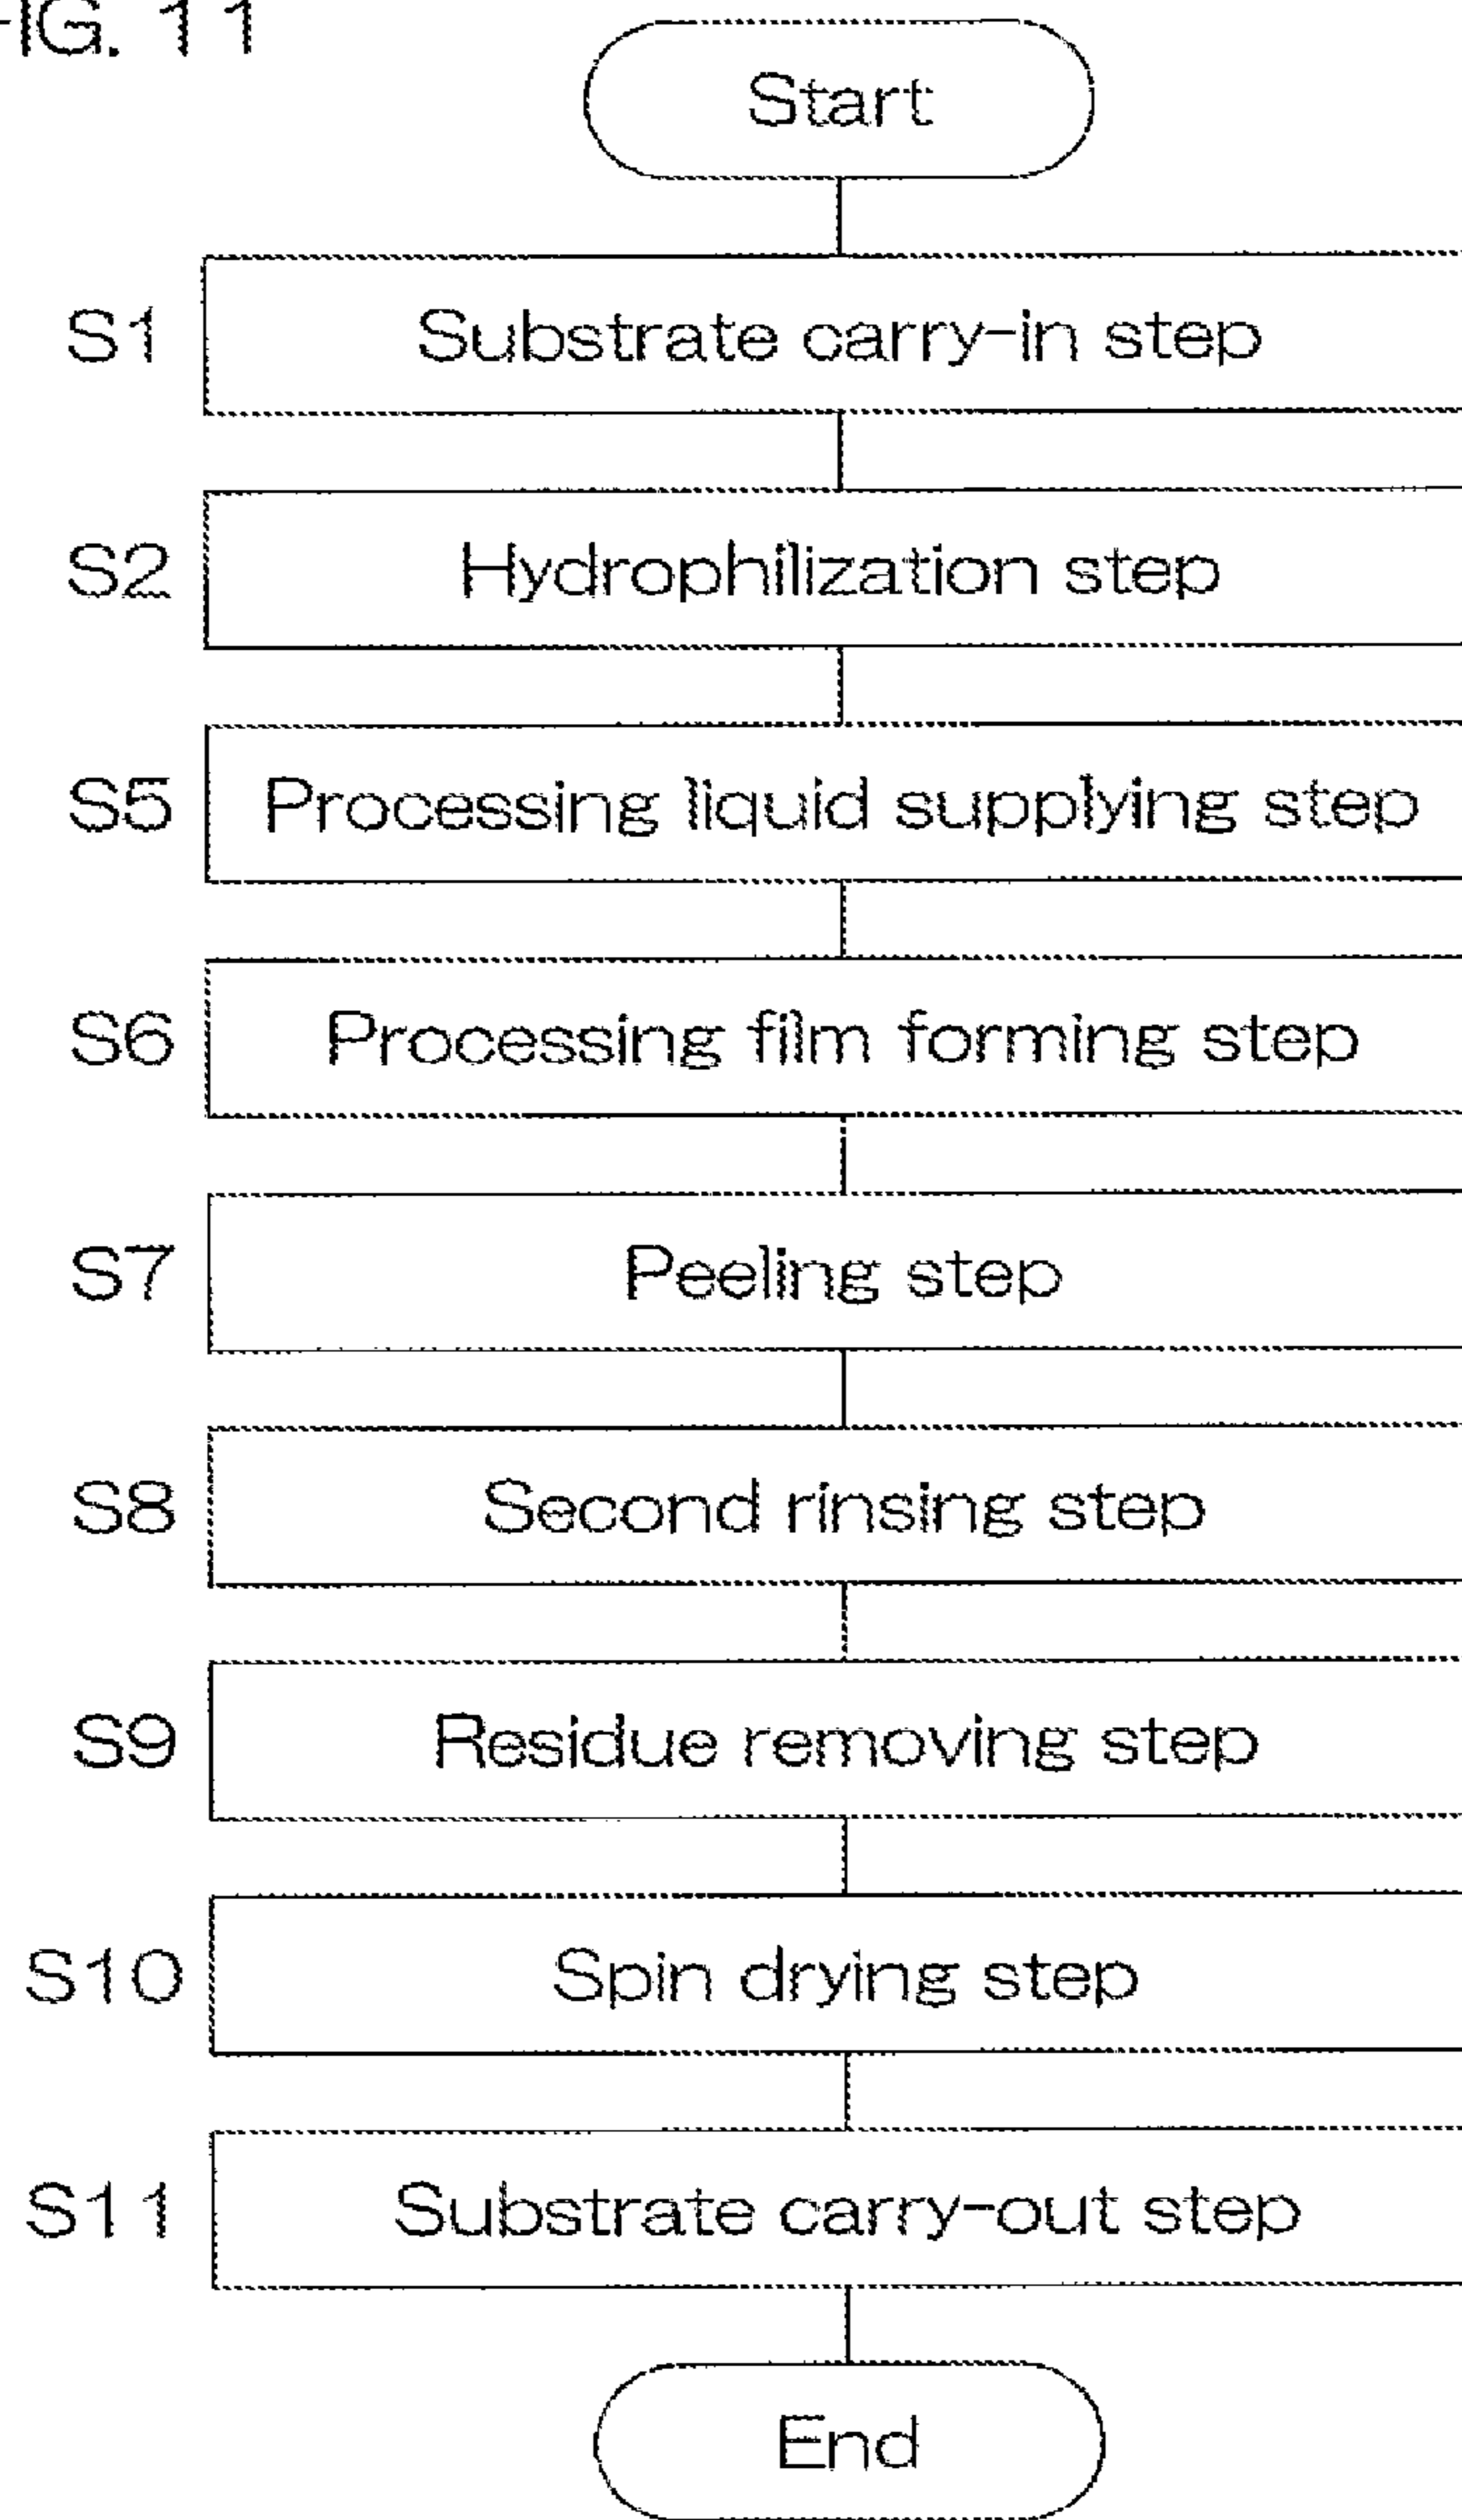 FIG. 11
Start
S1 Substrate carry-in step
S2 Hydrophilization step
S5 Processing liquid supplying step
S6 Processing film forming step
S7 Peeling step
S8 Second rinsing step
S9 Residue removing step
S10 Spin drying step
S11 Substrate carry-out step
End